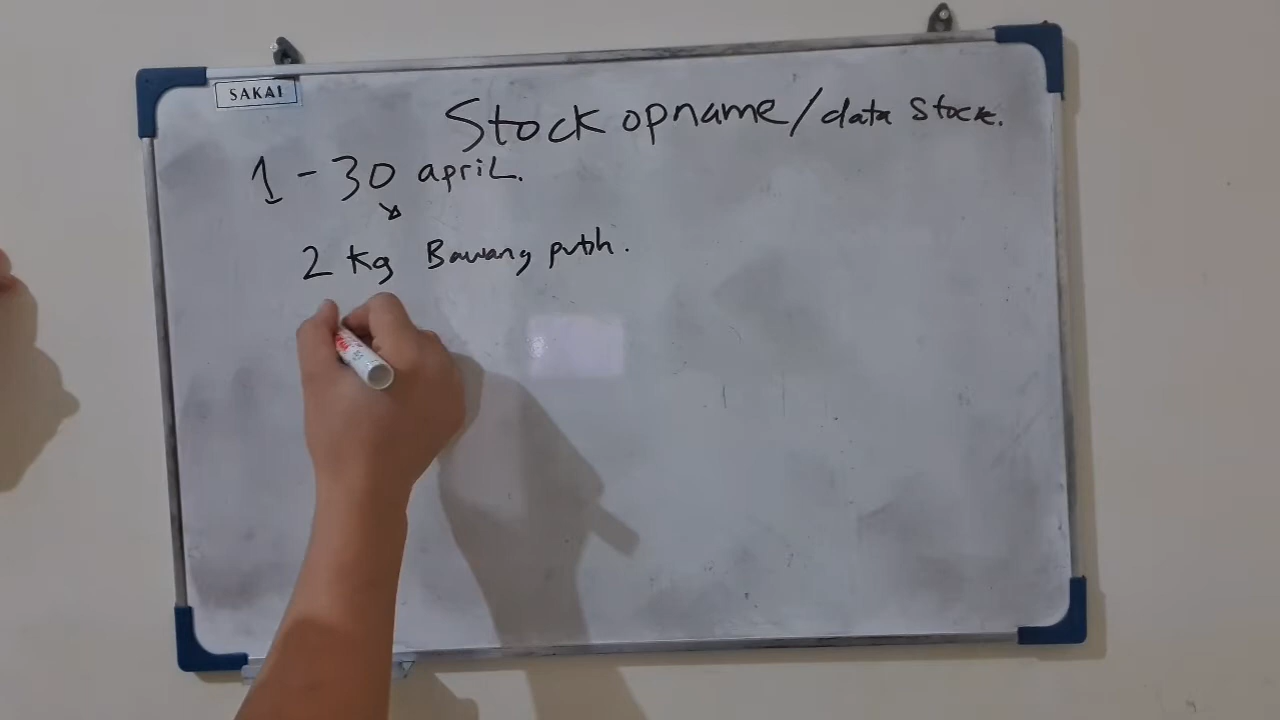 SAKAI
Stock opname/data Stock.
1 - 30 april.
2 kg Bawang putih.